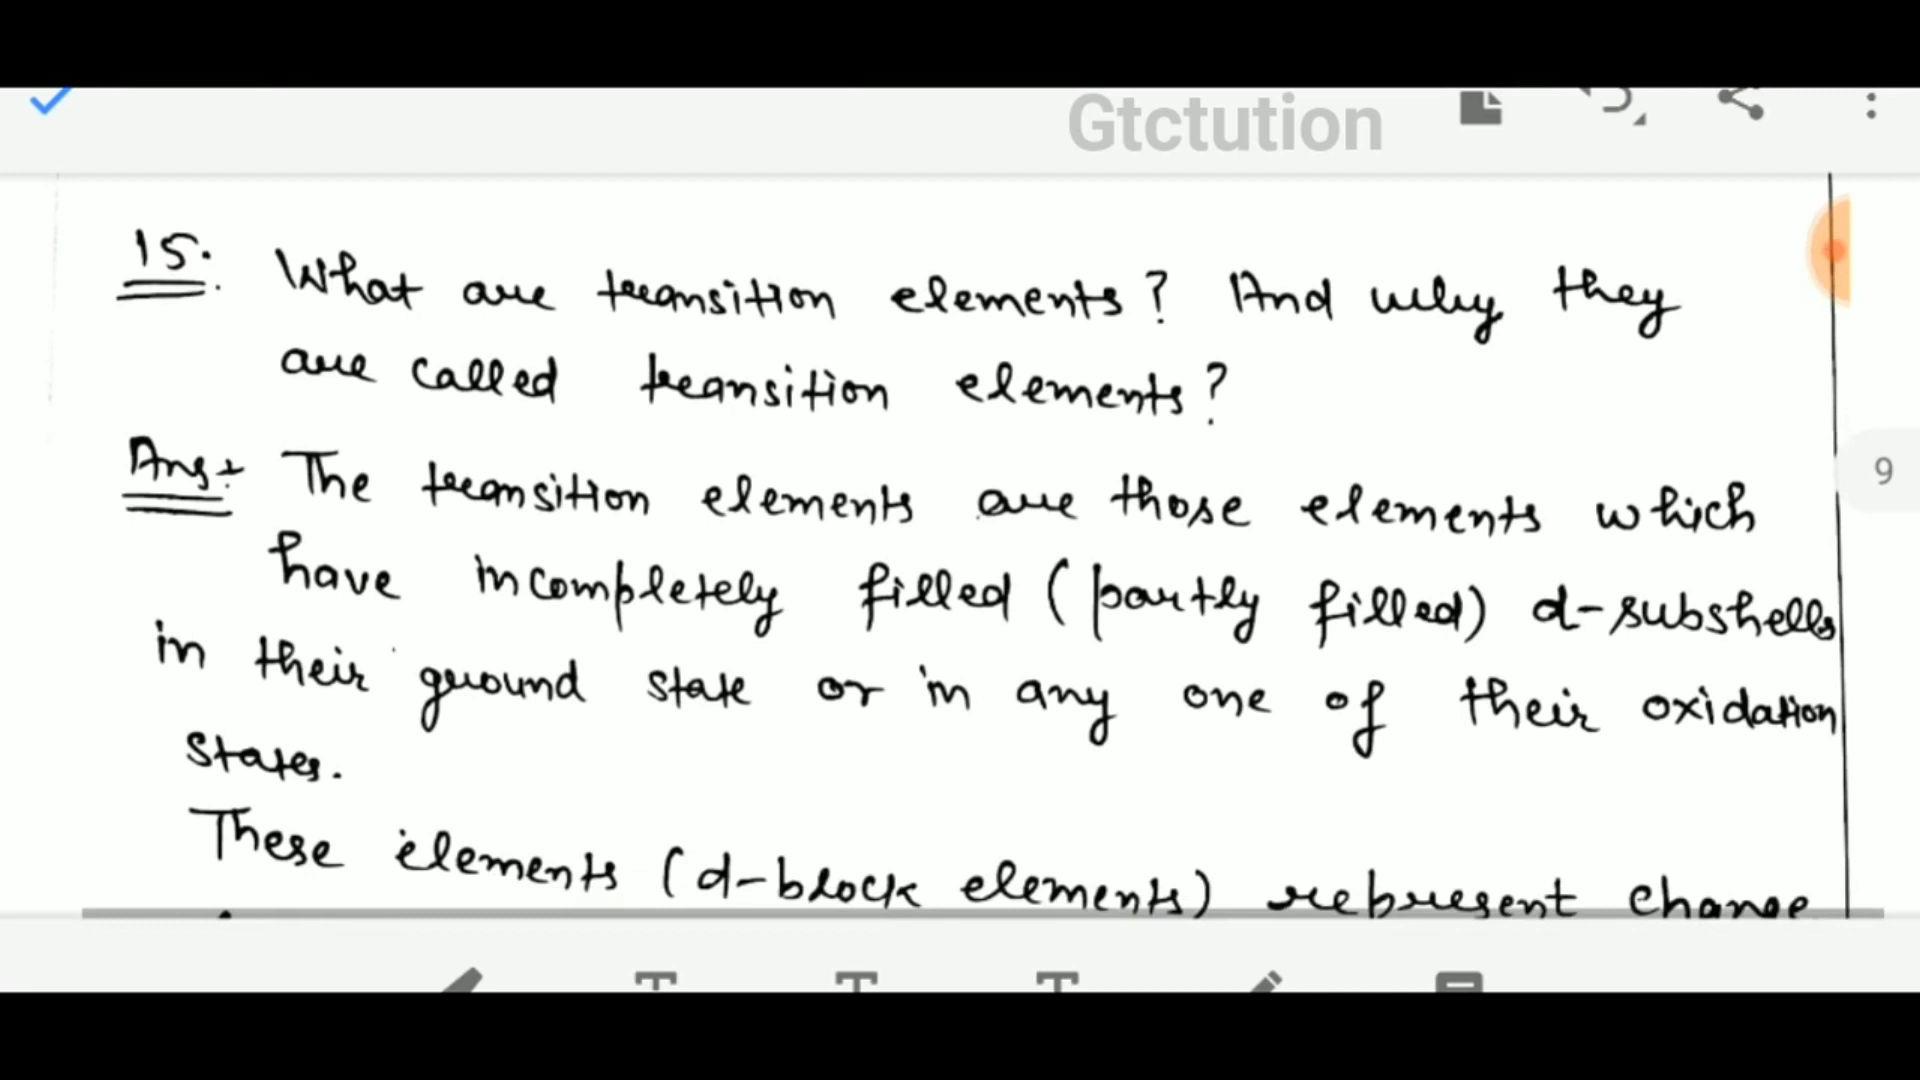 Gtctution
15. What are transition elements? And why they
are called transition elements?
Ans:- The transition elements are those elements which
have incompletely filled (partly filled) d-subshells
in their ground state or in any one of their oxidation
states.
These elements (d-block elements) represent change
9